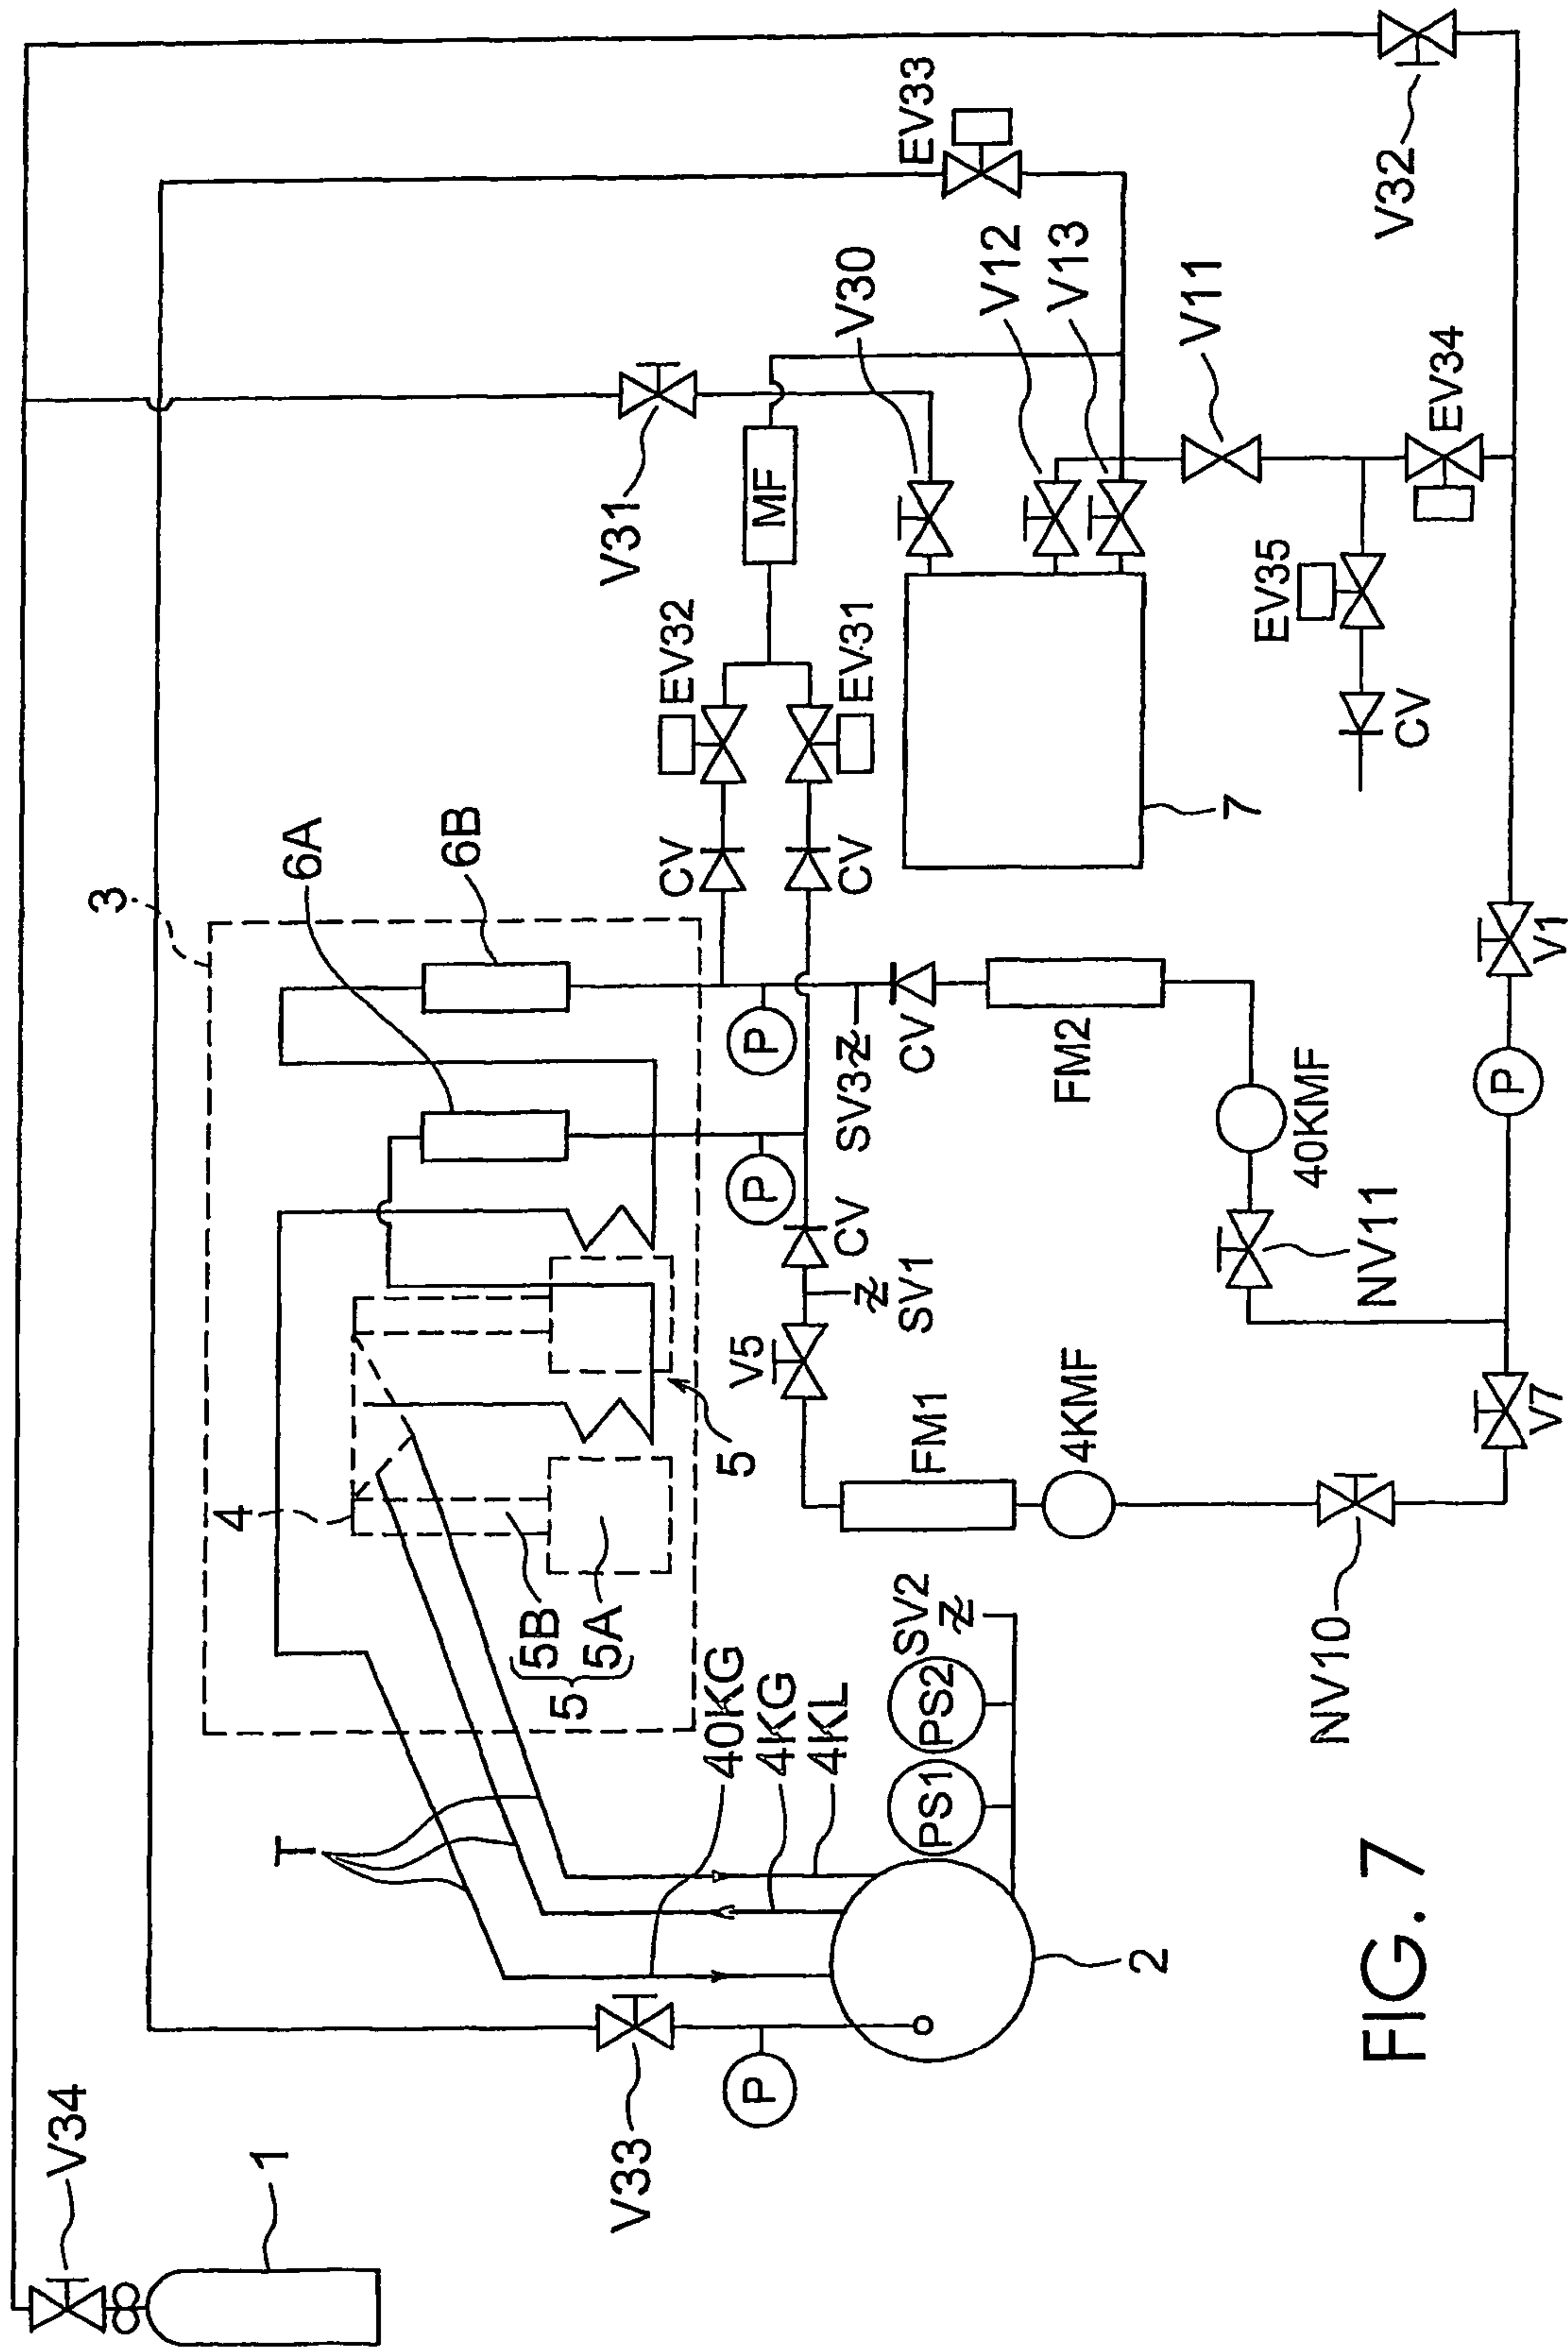 V34
1
V33
P
2
T
40KG
4KG
4KL
PS1
PS2
SV2
3
4
5B
5A
5
5
6A
6B
P
P
CV
CV
EV32
EV31
MF
V31
V30
V12
V13
EV33
V11
V32
EV34
EV35
CV
7
SV3
CV
FM2
40KMF
NV11
CV
SV1
V5
FM1
4KMF
NV10
V7
P
V1
FIG. 7